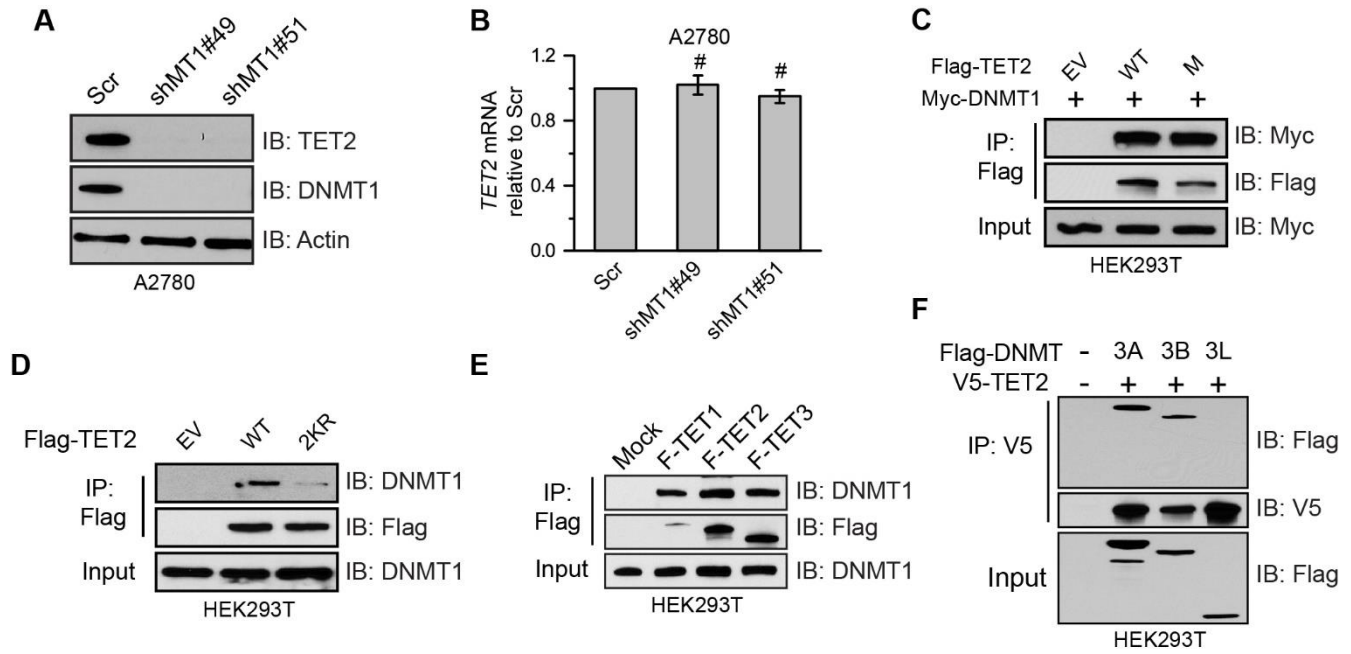 A
Scr
shMT1#49
shMT1#51
IB: TET2
IB: DNMT1
IB: Actin
A2780
B
A2780
TET2 mRNA
relative to Scr
1.2
0.8
0.4
0.0
#
#
Scr
shMT1#49
shMT1#51
C
Flag-TET2 EV WT M
Myc-DNMT1 + + +
IP:
Flag
IB: Myc
IB: Flag
Input
IB: Myc
HEK293T
D
Flag-TET2 EV WT 2KR
IP:
Flag
IB: DNMT1
IB: Flag
Input
IB: DNMT1
HEK293T
E
Mock
F-TET1
F-TET2
F-TET3
IP:
Flag
IB: DNMT1
IB: Flag
Input
IB: DNMT1
HEK293T
F
Flag-DNMT - 3A 3B 3L
V5-TET2 - + + +
IP: V5
IB: Flag
IB: V5
Input
IB: Flag
HEK293T